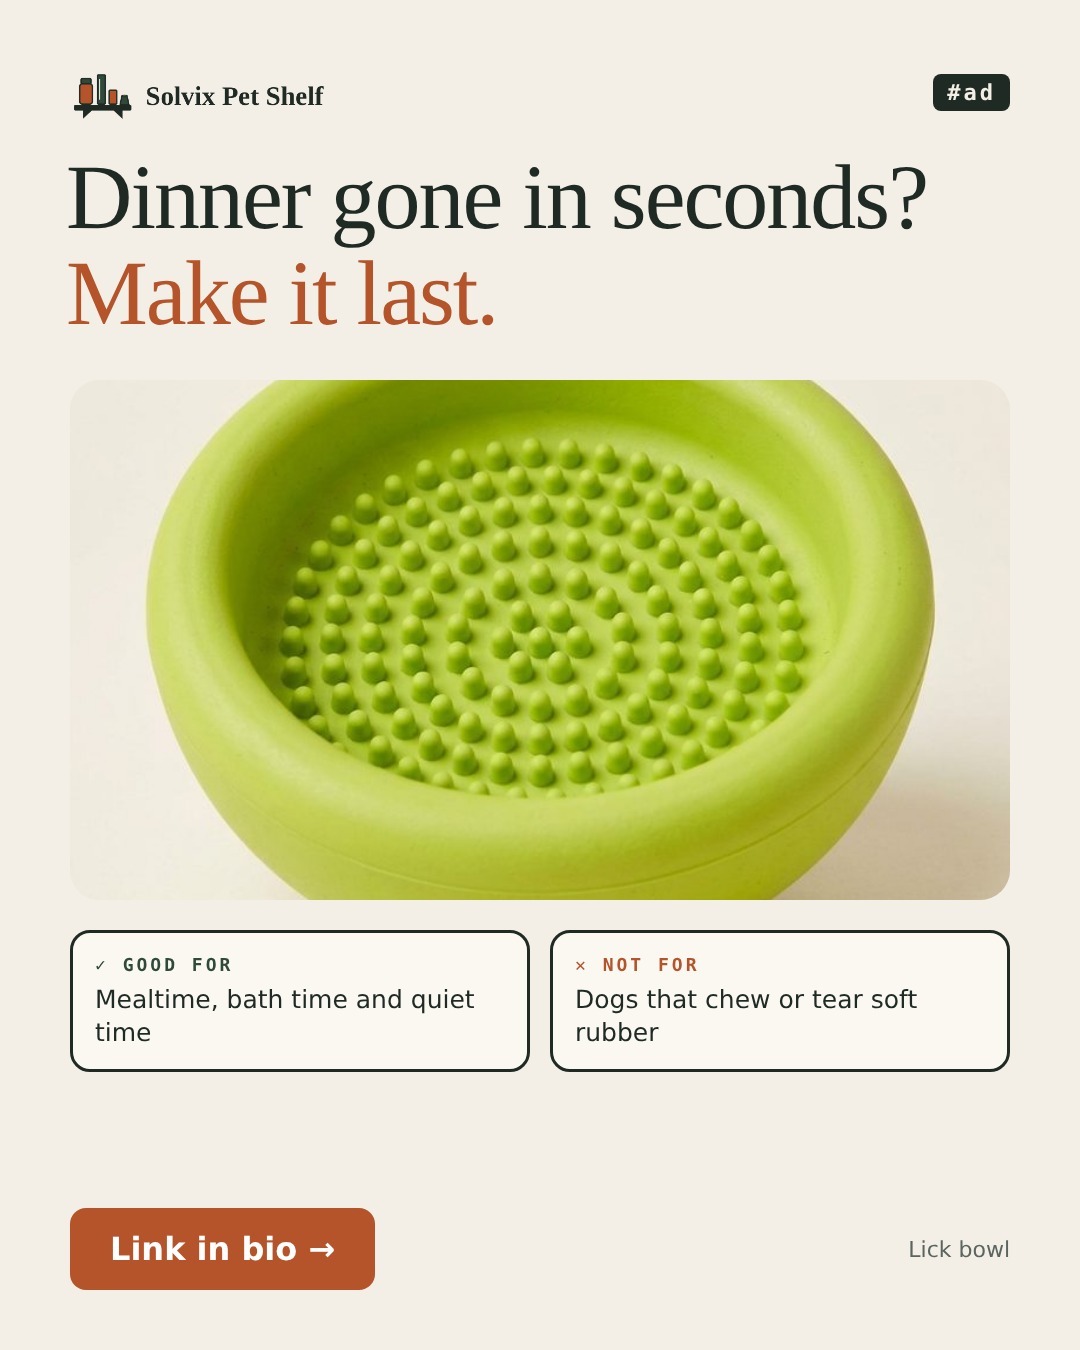 Solvix Pet Shelf
#ad
Dinner gone in seconds?
Make it last.
✓ GOOD FOR
Mealtime, bath time and quiet
time
× NOT FOR
Dogs that chew or tear soft
rubber
Link in bio →
Lick bowl